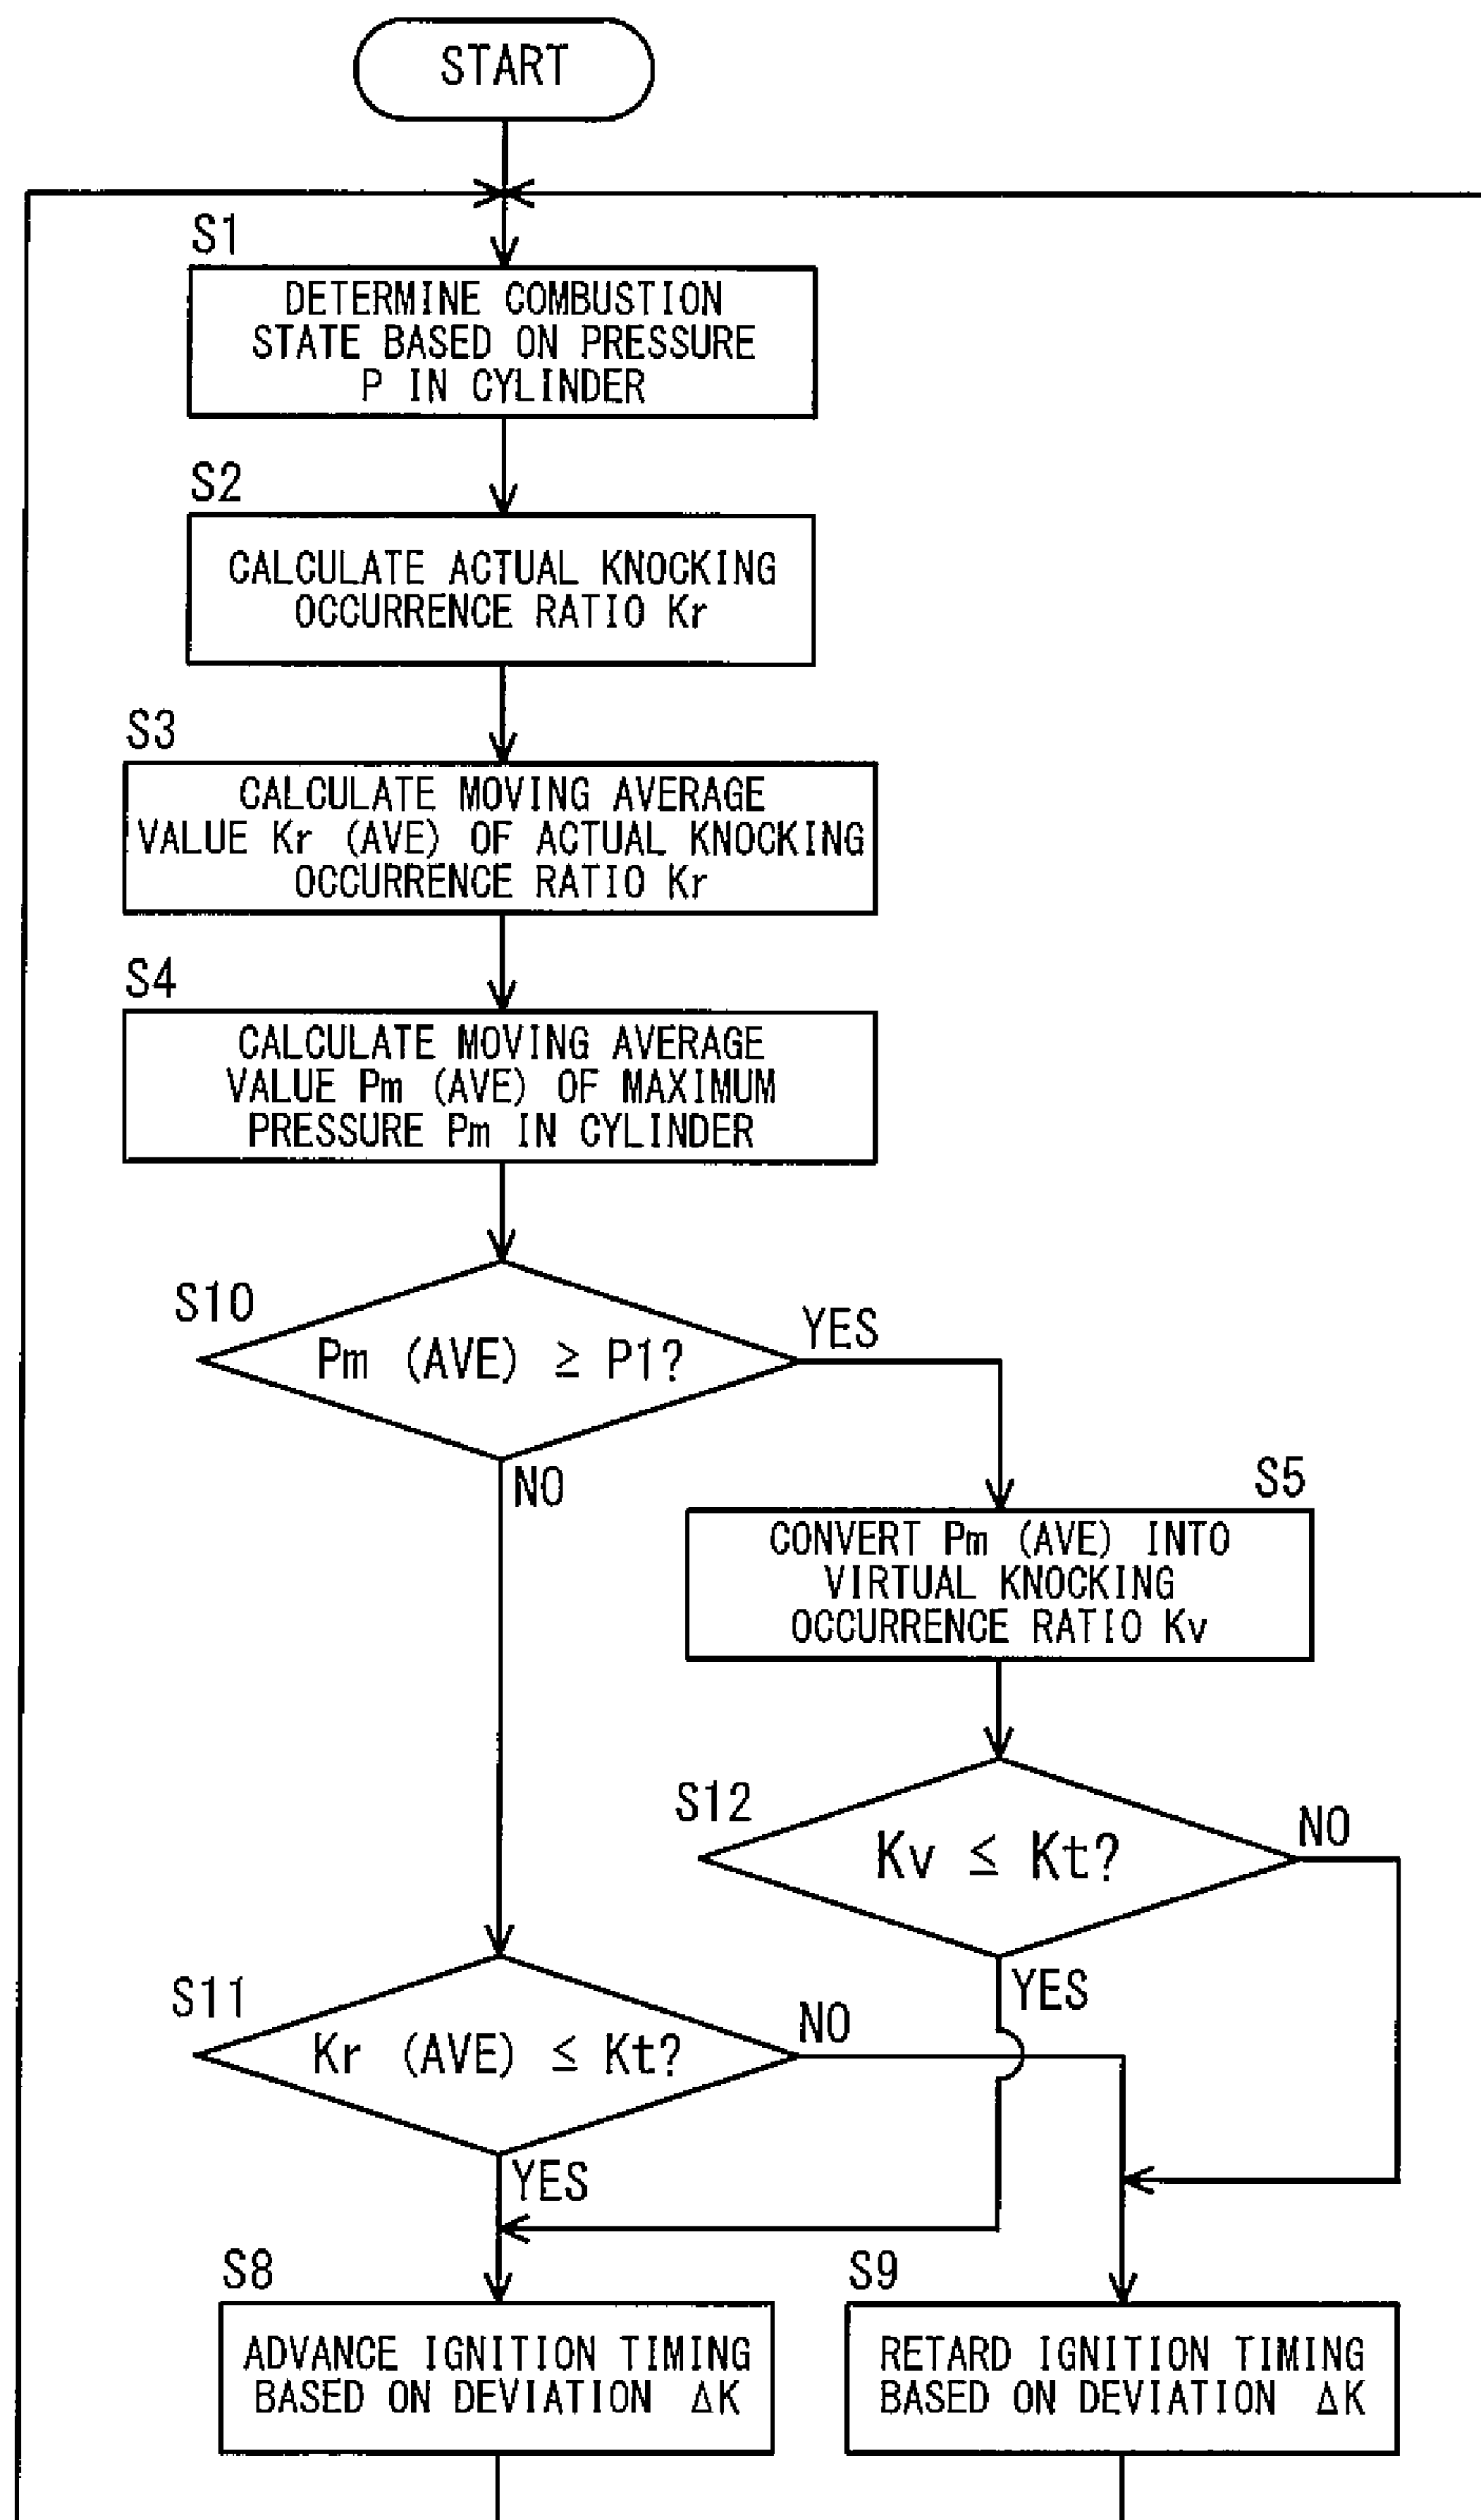 START
S1
DETERMINE COMBUSTION
STATE BASED ON PRESSURE
P IN CYLINDER
S2
CALCULATE ACTUAL KNOCKING
OCCURRENCE RATIO Kr
S3
CALCULATE MOVING AVERAGE
VALUE Kr (AVE) OF ACTUAL KNOCKING
OCCURRENCE RATIO Kr
S4
CALCULATE MOVING AVERAGE
VALUE Pm (AVE) OF MAXIMUM
PRESSURE Pm IN CYLINDER
S10
Pm (AVE) ≥ P1?
YES
NO
S5
CONVERT Pm (AVE) INTO
VIRTUAL KNOCKING
OCCURRENCE RATIO Kv
S12
Kv ≤ Kt?
NO
YES
S11
Kr (AVE) ≤ Kt?
NO
YES
S8
ADVANCE IGNITION TIMING
BASED ON DEVIATION ΔK
S9
RETARD IGNITION TIMING
BASED ON DEVIATION ΔK